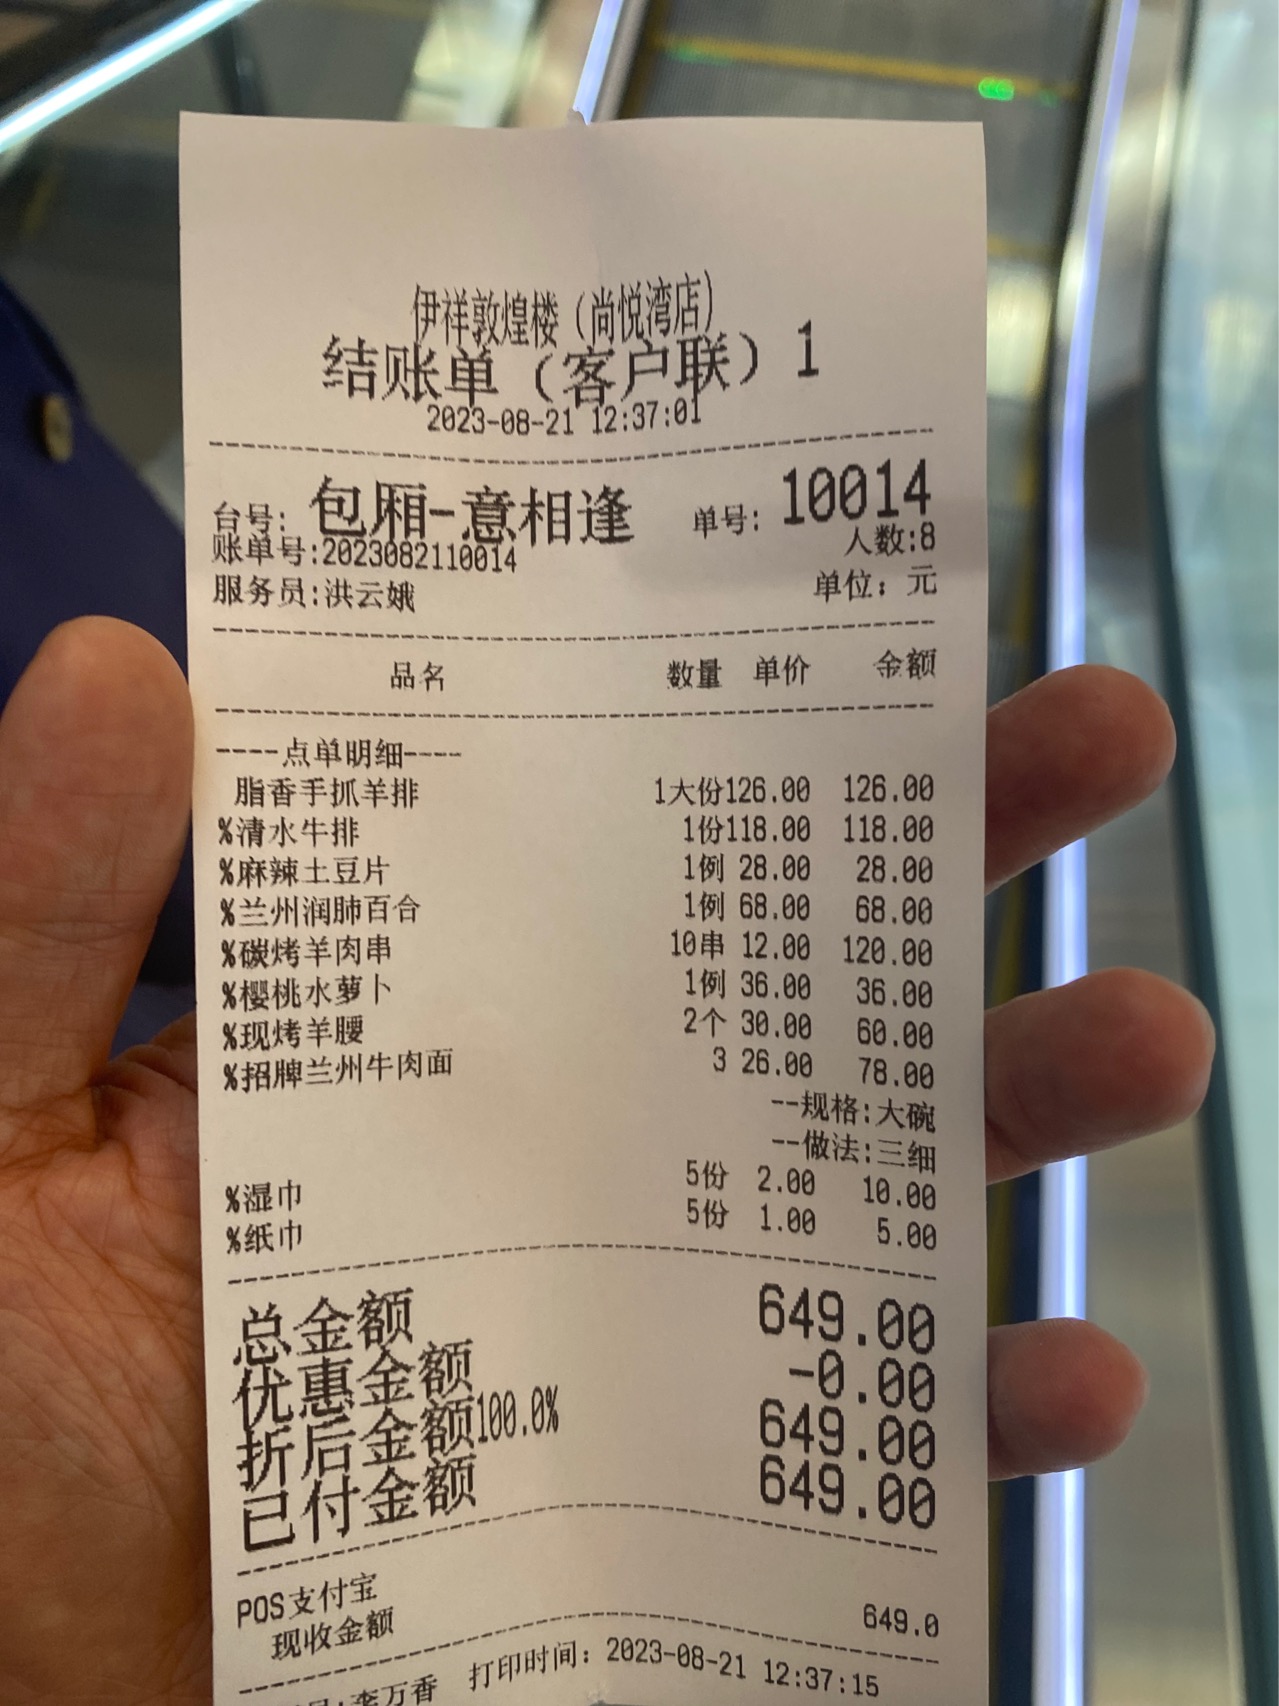 伊祥敦煌楼（尚悦湾店）
结账单（客户联）1
2023-08-21 12:37:01
台号: 包厢-意相逢 单号: 10014
账单号:2023082110014 人数:8
服务员:洪云娥 单位: 元
品名 数量 单价 金额
----点单明细----
脂香手抓羊排 1大份126.00 126.00
%清水牛排 1份118.00 118.00
%麻辣土豆片 1例 28.00 28.00
%兰州润肺百合 1例 68.00 68.00
%碳烤羊肉串 10串 12.00 120.00
%樱桃水萝卜 1例 36.00 36.00
%现烤羊腰 2个 30.00 60.00
%招牌兰州牛肉面 3 26.00 78.00
--规格:大碗
--做法:三细
%湿巾 5份 2.00 10.00
%纸巾 5份 1.00 5.00
总金额 649.00
优惠金额 -0.00
折后金额100.0% 649.00
已付金额 649.00
POS支付宝 649.0
现收金额
号:李万香 打印时间: 2023-08-21 12:37:15